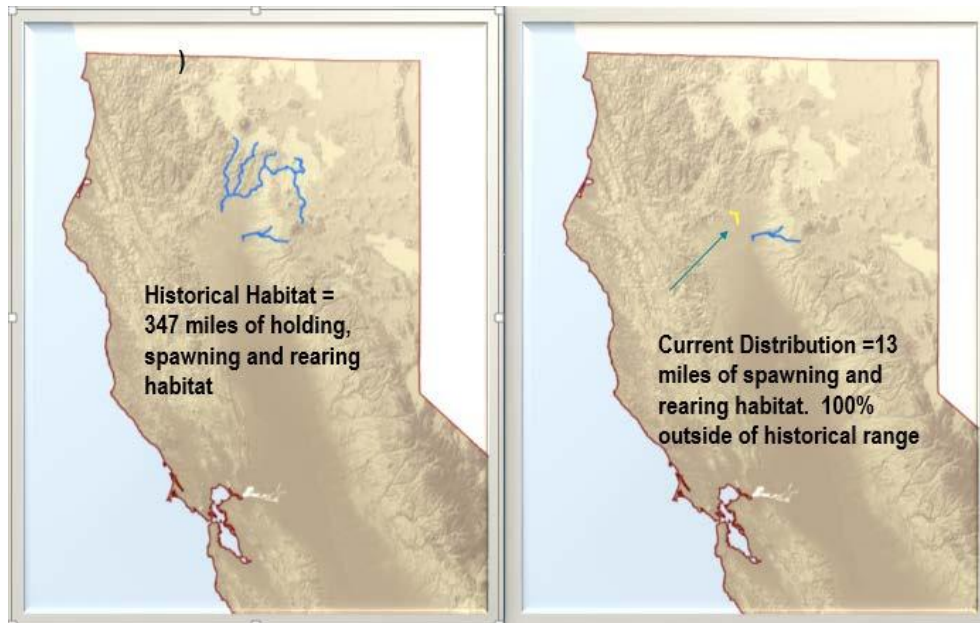 )
Historical Habitat =
347 miles of holding,
spawning and rearing
habitat
Current Distribution =13
miles of spawning and
rearing habitat.  100%
outside of historical range